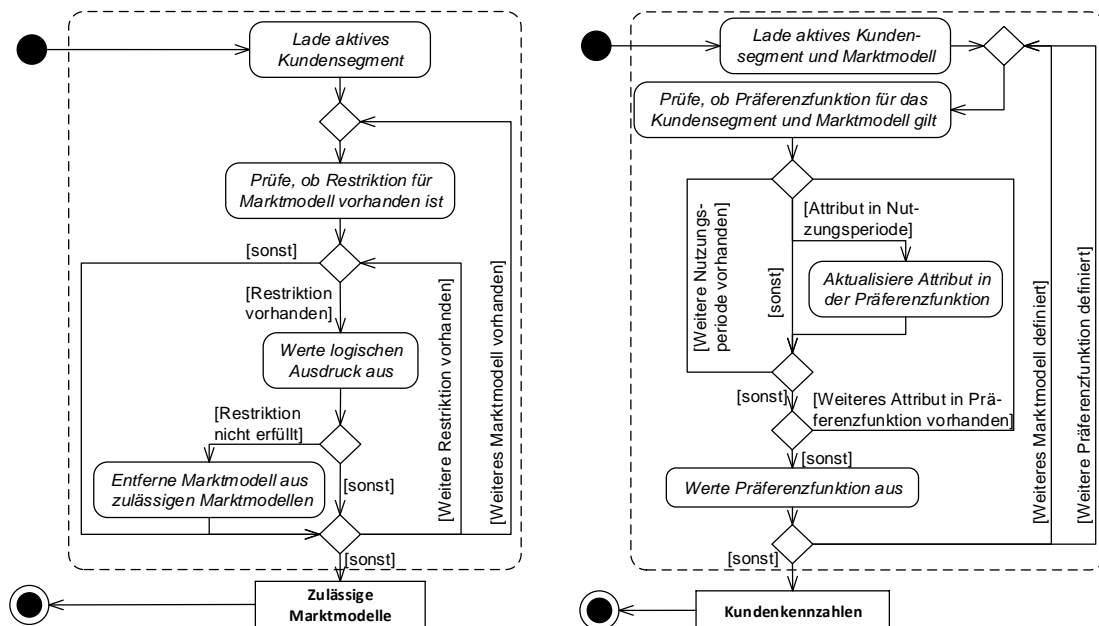 Lade aktives
Kundensegment
Prüfe, ob Restriktion für
Marktmodell vorhanden ist
[sonst]
[Restriktion
vorhanden]
Werte logischen
Ausdruck aus
[Restriktion
nicht erfüllt]
Entferne Marktmodell aus
zulässigen Marktmodellen
[sonst]
[sonst]
[Weitere Restriktion vorhanden]
[Weiteres Marktmodell vorhanden]
Zulässige
Marktmodelle
Lade aktives Kunden-
segment und Marktmodell
Prüfe, ob Präferenzfunktion für das
Kundensegment und Marktmodell gilt
[Weitere Nutzungs-
periode vorhanden]
[Attribut in Nut-
zungsperiode]
[sonst]
Aktualisiere Attribut in
der Präferenzfunktion
[sonst]
[Weiteres Attribut in Prä-
ferenzfunktion vorhanden]
[sonst]
Werte Präferenzfunktion aus
[sonst]
[Weiteres Marktmodell definiert]
[Weitere Präferenzfunktion definiert]
Kundenkennzahlen